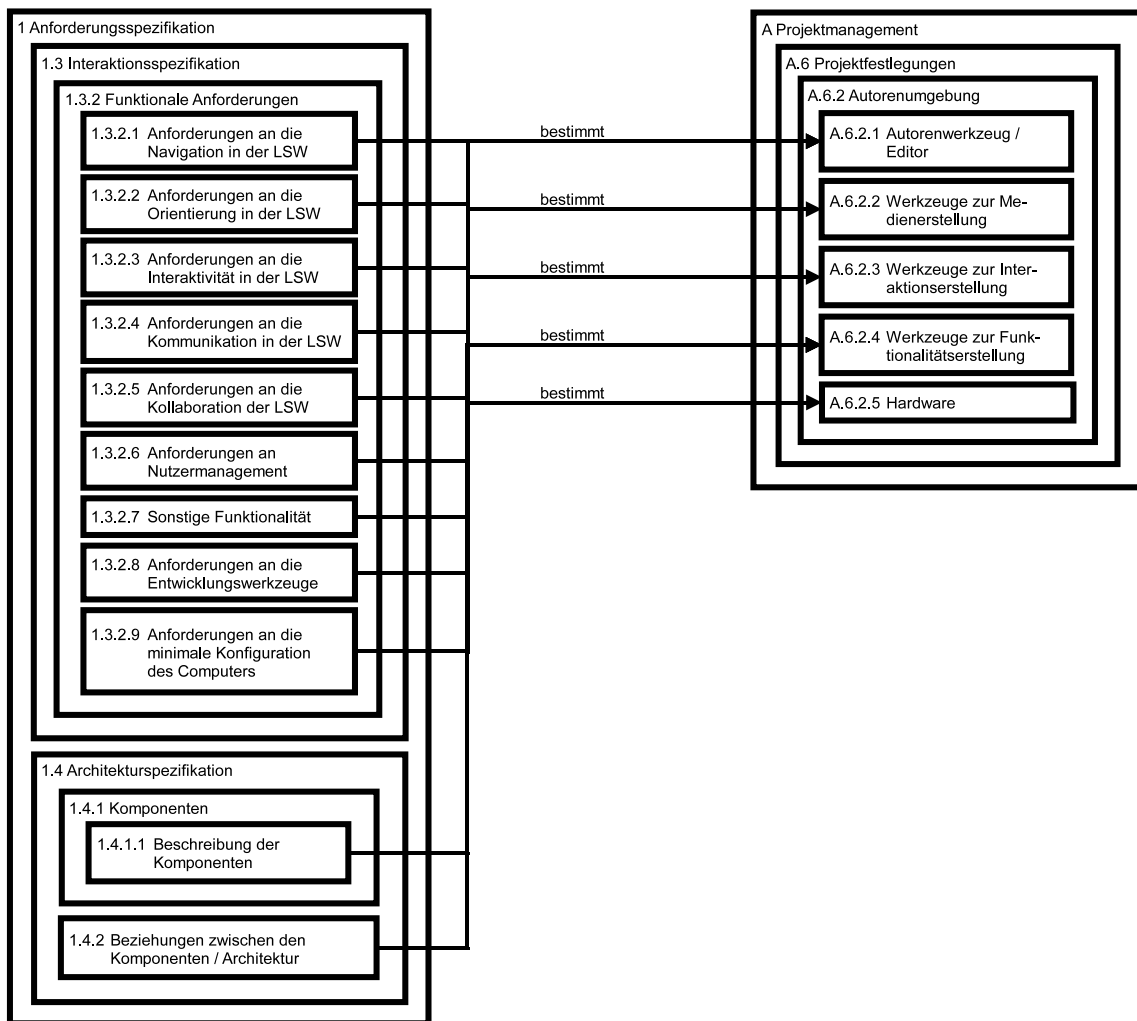 1 Anforderungsspezifikation
1.3 Interaktionsspezifikation
1.3.2 Funktionale Anforderungen
1.3.2.1 Anforderungen an die
Navigation in der LSW
1.3.2.2 Anforderungen an die
Orientierung in der LSW
1.3.2.3 Anforderungen an die
Interaktivität in der LSW
1.3.2.4 Anforderungen an die
Kommunikation in der LSW
1.3.2.5 Anforderungen an die
Kollaboration der LSW
1.3.2.6 Anforderungen an
Nutzermanagement
1.3.2.7 Sonstige Funktionalität
1.3.2.8 Anforderungen an die
Entwicklungswerkzeuge
1.3.2.9 Anforderungen an die
minimale Konfiguration
des Computers
1.4 Architekturspezifikation
1.4.1 Komponenten
1.4.1.1 Beschreibung der
Komponenten
1.4.2 Beziehungen zwischen den
Komponenten / Architektur
bestimmt
bestimmt
bestimmt
bestimmt
bestimmt
A Projektmanagement
A.6 Projektfestlegungen
A.6.2 Autorenumgebung
A.6.2.1 Autorenwerkzeug /
Editor
A.6.2.2 Werkzeuge zur Me-
dienerstellung
A.6.2.3 Werkzeuge zur Inter-
aktionserstellung
A.6.2.4 Werkzeuge zur Funk-
tionalitätserstellung
A.6.2.5 Hardware